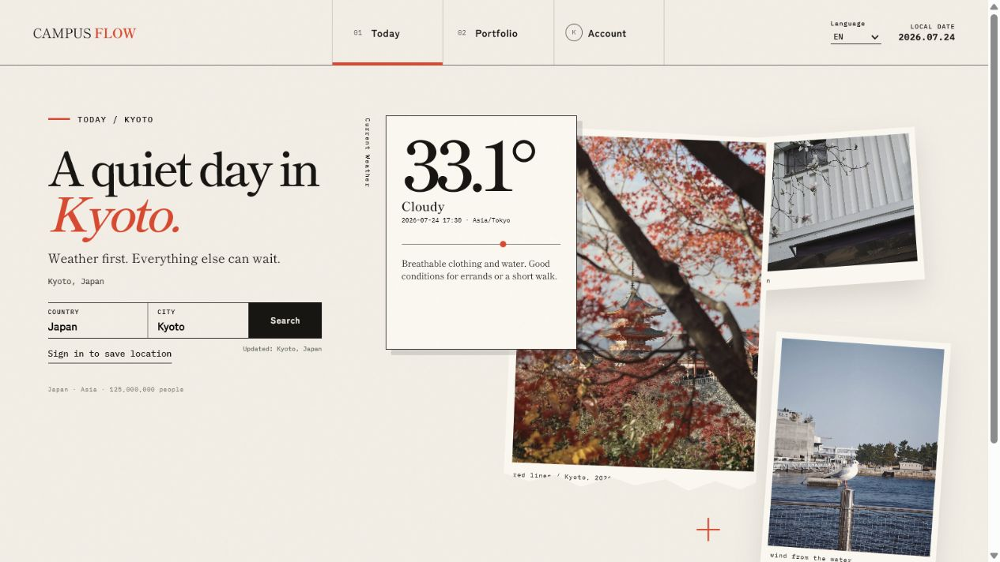 CAMPUS FLOW
01 Today
02 Portfolio
K Account
Language
EN
LOCAL DATE
2026.07.24
TODAY / KYOTO
A quiet day in
Kyoto.
Weather first. Everything else can wait.
Kyoto, Japan
COUNTRY
Japan
CITY
Kyoto
Search
Sign in to save location
Updated: Kyoto, Japan
Japan · Asia · 125,000,000 people
Current Weather
33.1°
Cloudy
2026-07-24 17:30 · Asia/Tokyo
Breathable clothing and water. Good
conditions for errands or a short walk.
n
red lines / Kyoto,
wind from the water